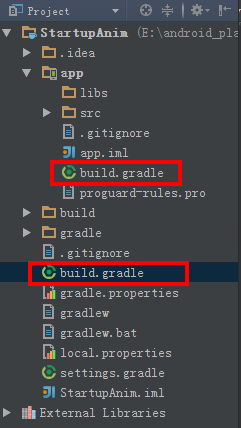 Project
StartupAnim (E:\android_pla
.idea
app
libs
src
.gitignore
app.iml
build.gradle
proguard-rules.pro
build
gradle
.gitignore
build.gradle
gradle.properties
gradlew
gradlew.bat
local.properties
settings.gradle
StartupAnim.iml
External Libraries